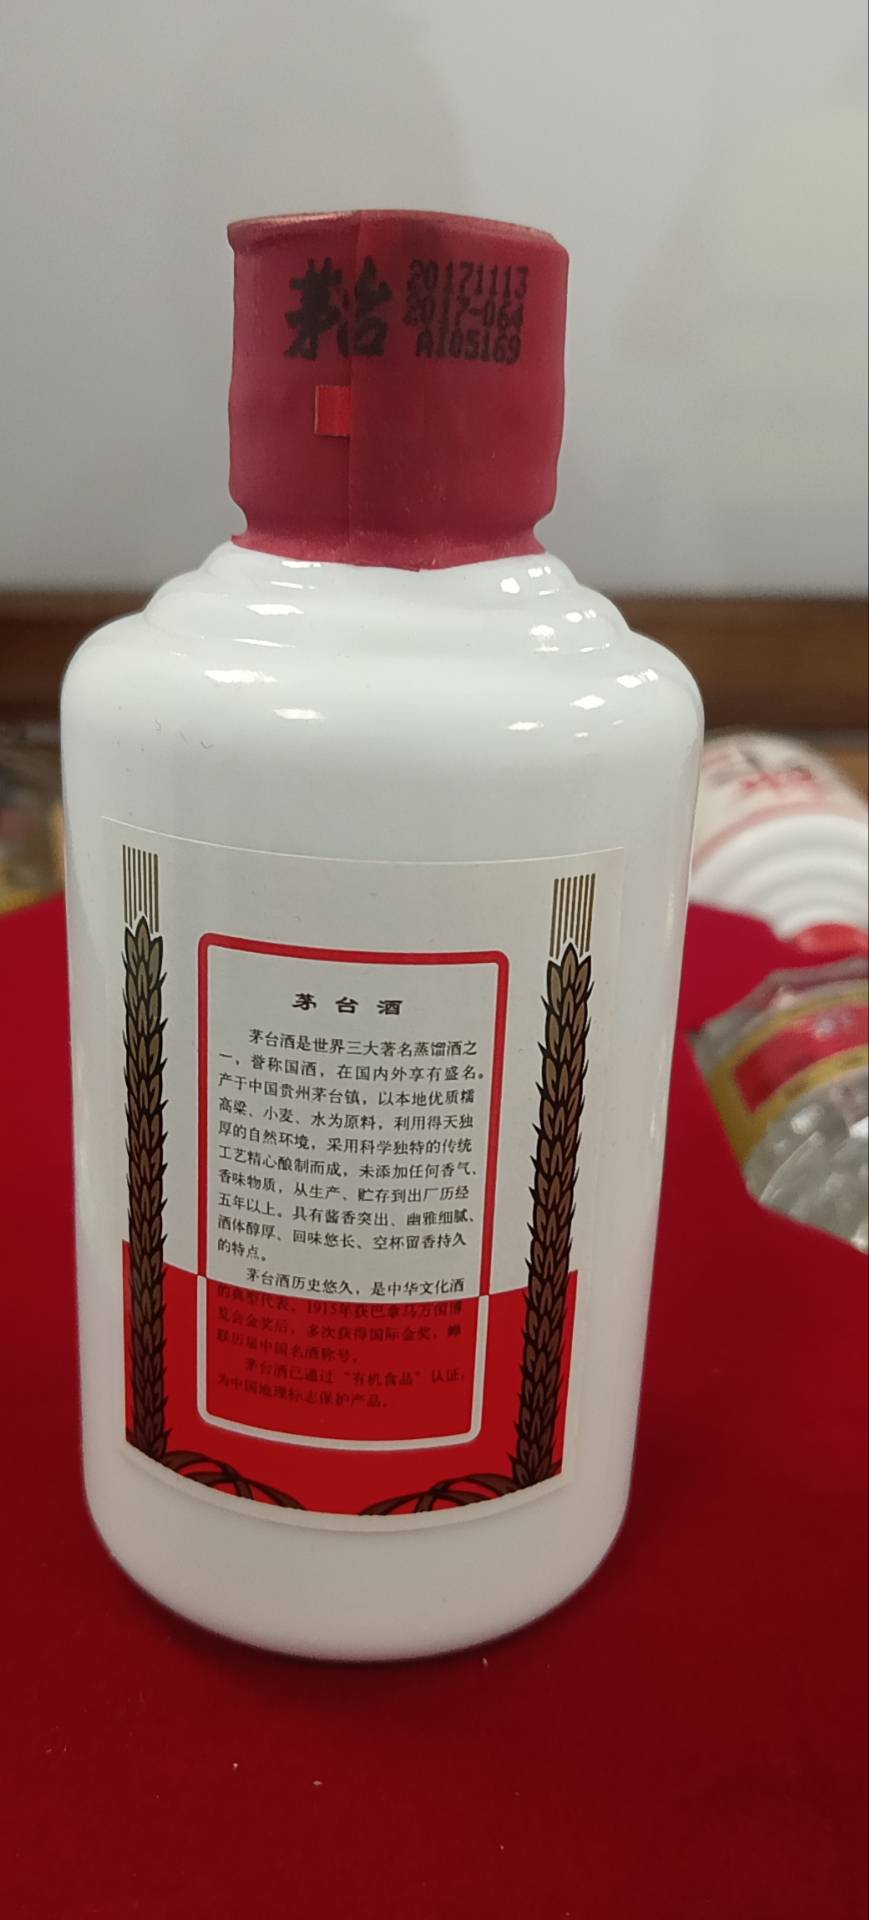 茅台
20171113
2017-064
A105169
茅台酒
茅台酒是世界三大著名蒸馏酒之
一，誉称国酒，在国内外享有盛名。
产于中国贵州茅台镇，以本地优质糯
高粱、小麦、水为原料，利用得天独
厚的自然环境，采用科学独特的传统
工艺精心酿制而成，未添加任何香气、
香味物质，从生产、贮存到出厂历经
五年以上。具有酱香突出、幽雅细腻、
酒体醇厚、回味悠长、空杯留香持久
的特点。
茅台酒历史悠久，是中华文化酒
的典型代表。1915年获巴拿马万国博
览会金奖后，多次获得国际金奖，蝉
联历届中国名酒称号。
茅台酒已通过“有机食品”认证，
为中国地理标志保护产品。